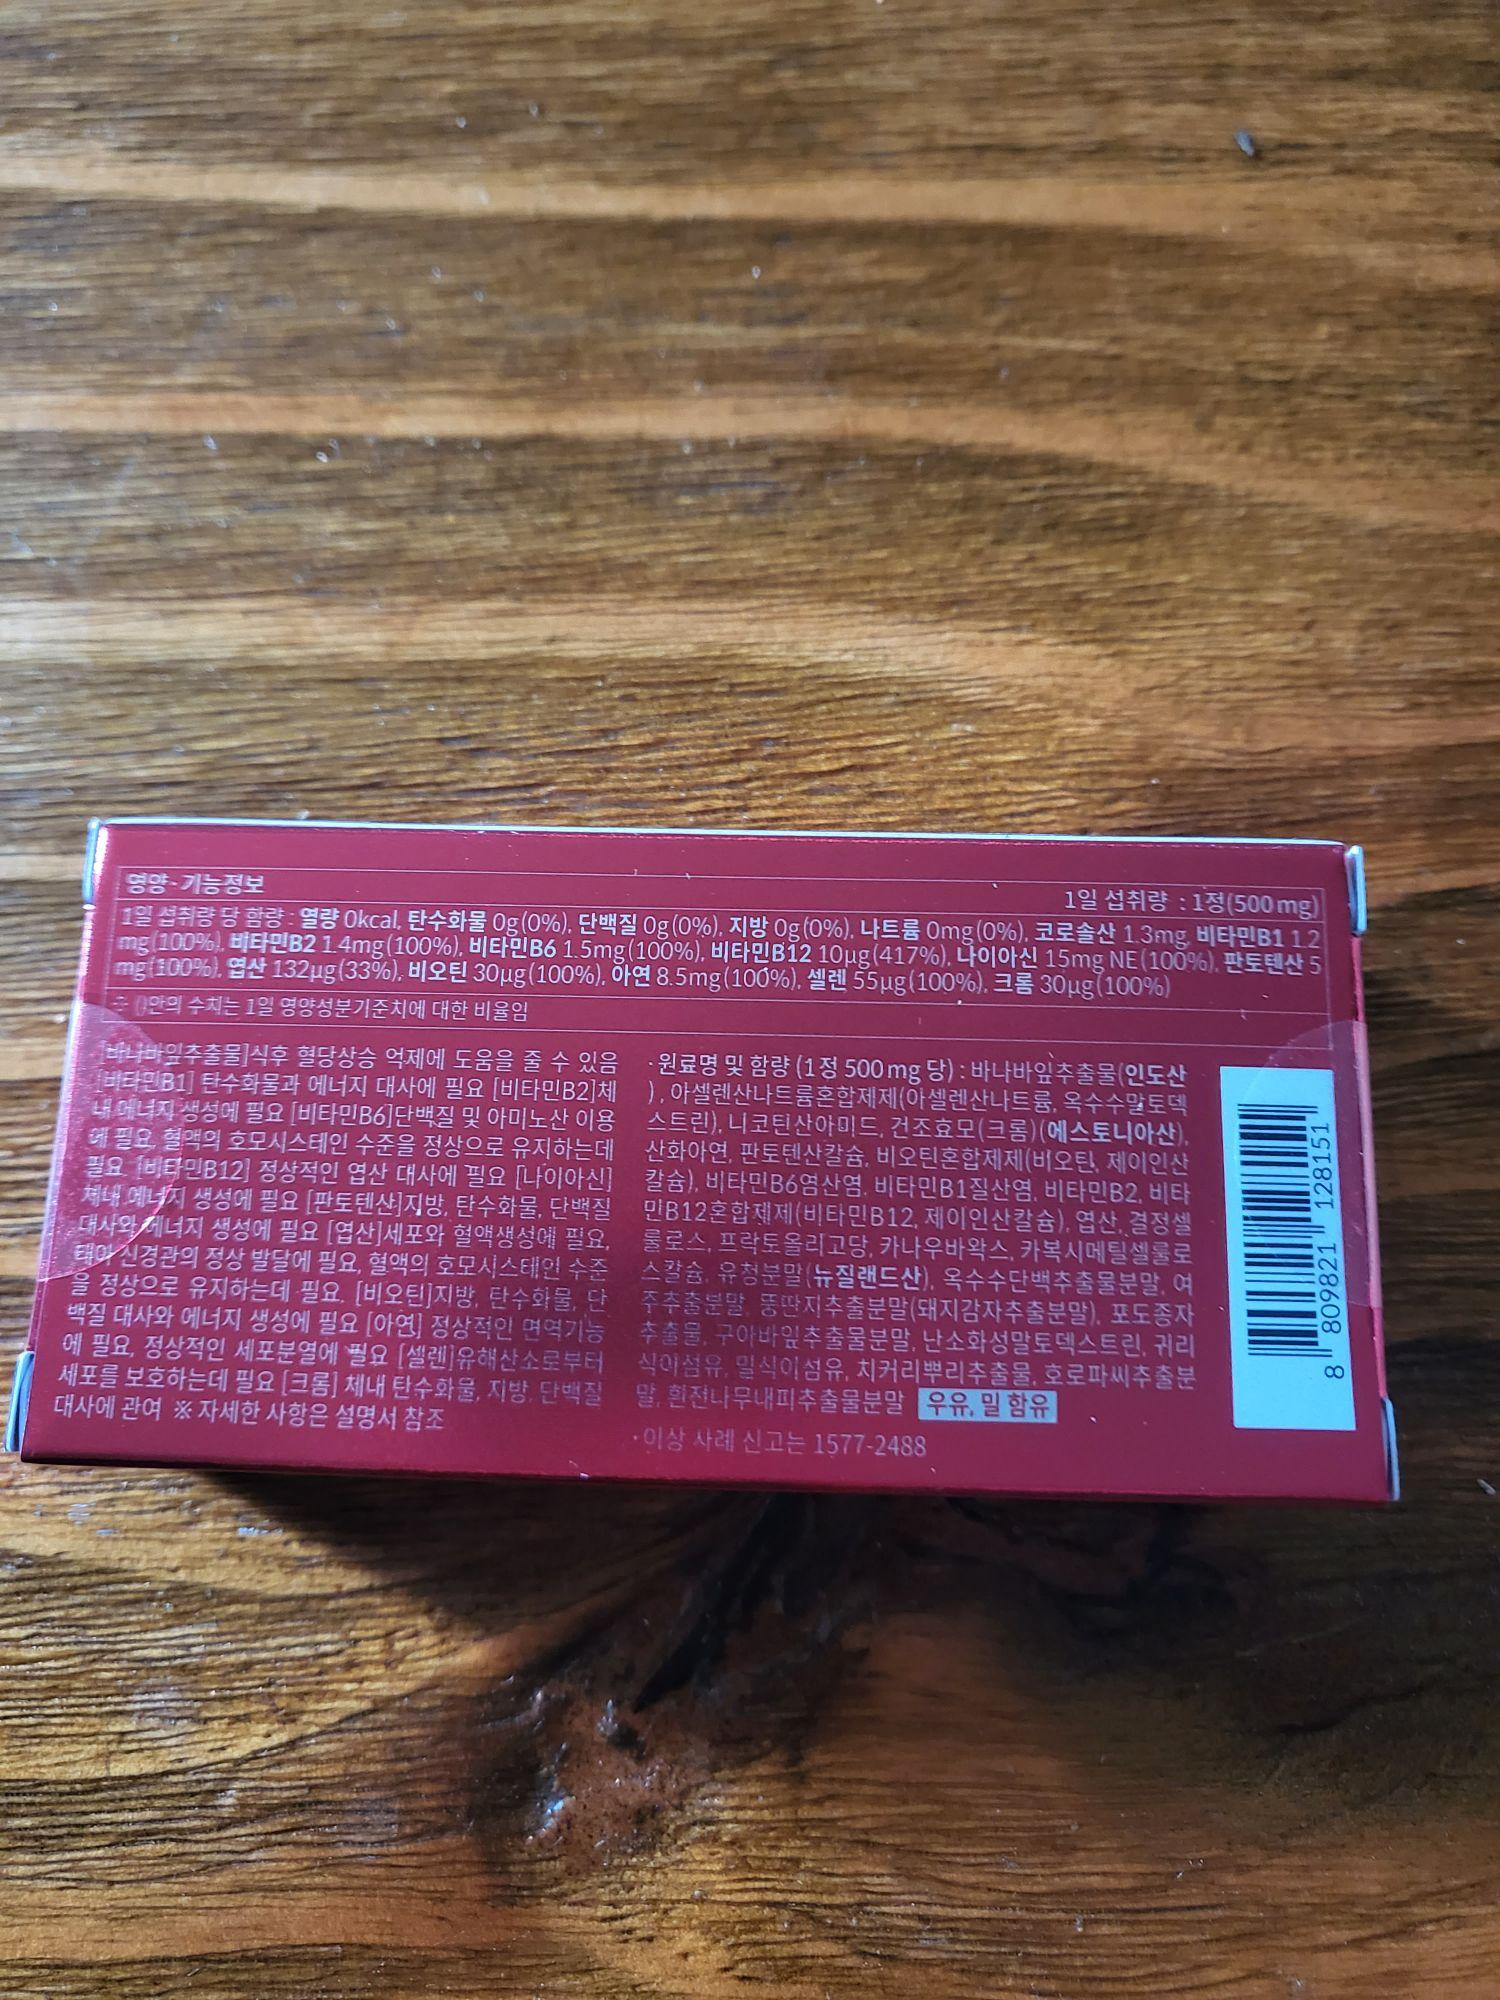 영양·기능정보
1일 섭취량 : 1정(500mg)
1일 섭취량 당 함량 : 열량 0kcal, 탄수화물 0g(0%), 단백질 0g(0%), 지방 0g(0%), 나트륨 0mg(0%), 코로솔산 1.3mg, 비타민B1 1.2
mg(100%), 비타민B2 1.4mg(100%), 비타민B6 1.5mg(100%), 비타민B12 10μg(417%), 나이아신 15mg NE(100%), 판토텐산 5
mg(100%), 엽산 132μg(33%), 비오틴 30μg(100%), 아연 8.5mg(100%), 셀렌 55μg(100%), 크롬 30μg(100%)
※ ()안의 수치는 1일 영양성분기준치에 대한 비율임
[바나바잎추출물]식후 혈당상승 억제에 도움을 줄 수 있음
[비타민B1] 탄수화물과 에너지 대사에 필요 [비타민B2]체
내 에너지 생성에 필요 [비타민B6]단백질 및 아미노산 이용
에 필요, 혈액의 호모시스테인 수준을 정상으로 유지하는데
필요 [비타민B12] 정상적인 엽산 대사에 필요 [나이아신]
체내 에너지 생성에 필요 [판토텐산]지방, 탄수화물, 단백질
대사와 에너지 생성에 필요 [엽산]세포와 혈액생성에 필요,
태아 신경관의 정상 발달에 필요, 혈액의 호모시스테인 수준
을 정상으로 유지하는데 필요. [비오틴]지방, 탄수화물, 단
백질 대사와 에너지 생성에 필요 [아연] 정상적인 면역기능
에 필요, 정상적인 세포분열에 필요 [셀렌]유해산소로부터
세포를 보호하는데 필요 [크롬] 체내 탄수화물, 지방, 단백질
대사에 관여 ※ 자세한 사항은 설명서 참조
·원료명 및 함량 (1정 500mg 당) : 바나바잎추출물(인도산
), 아셀렌산나트륨혼합제제(아셀렌산나트륨, 옥수수말토덱
스트린), 니코틴산아미드, 건조효모(크롬)(에스토니아산),
산화아연, 판토텐산칼슘, 비오틴혼합제제(비오틴, 제이인산
칼슘), 비타민B6염산염, 비타민B1질산염, 비타민B2, 비타
민B12혼합제제(비타민B12, 제이인산칼슘), 엽산, 결정셀
룰로스, 프락토올리고당, 카나우바왁스, 카복시메틸셀룰로
스칼슘, 유청분말(뉴질랜드산), 옥수수단백추출물분말, 여
주추출분말, 뚱딴지추출분말(돼지감자추출분말), 포도종자
추출물, 구아바잎추출물분말, 난소화성말토덱스트린, 귀리
식이섬유, 밀식이섬유, 치커리뿌리추출물, 호로파씨추출분
말, 흰전나무내피추출물분말 우유, 밀 함유
·이상 사례 신고는 1577-2488
8 809821 128151